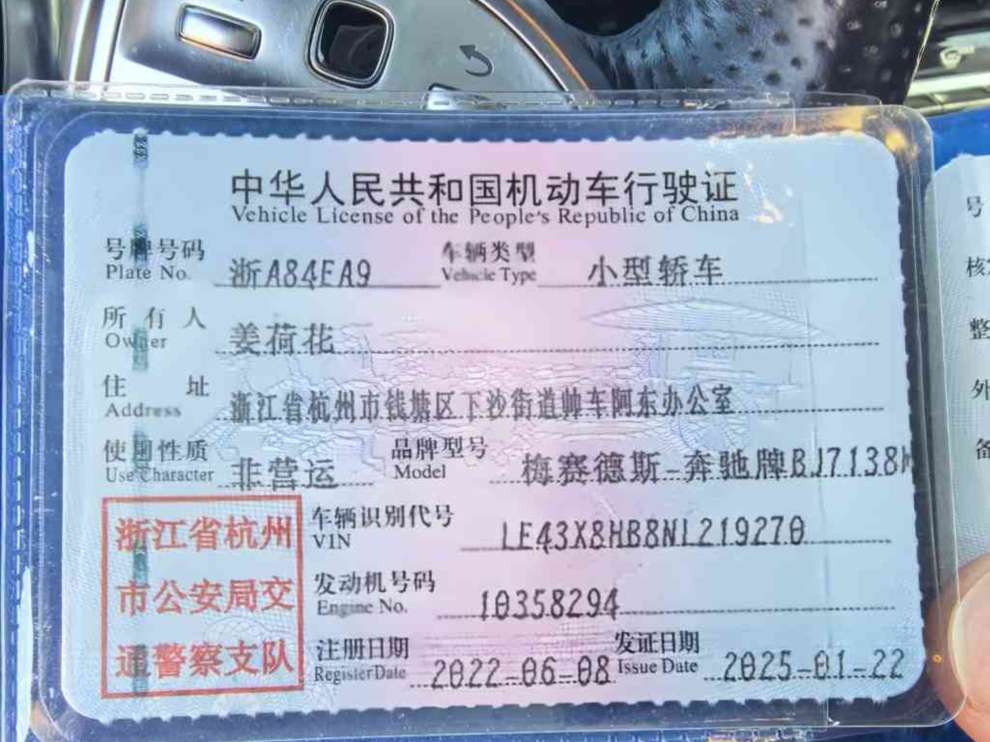 中华人民共和国机动车行驶证
Vehicle License of the People's Republic of China
号牌号码 浙A84EA9 车辆类型 小型轿车
Plate No. Vehicle Type
所有人 姜荷花
Owner
住址 浙江省杭州市钱塘区下沙街道帅车阿东办公室
Address
使用性质 非营运 品牌型号 梅赛德斯-奔驰牌BJ7138
Use Character Model
浙江省杭州 车辆识别代号 LE43X8HB8NL219270
VIN
市公安局交 发动机号码 10358294
Engine No.
通警察支队 注册日期 2022-06-08 发证日期 2025-01-22
Register Date Issue Date
号
核
整
外
备